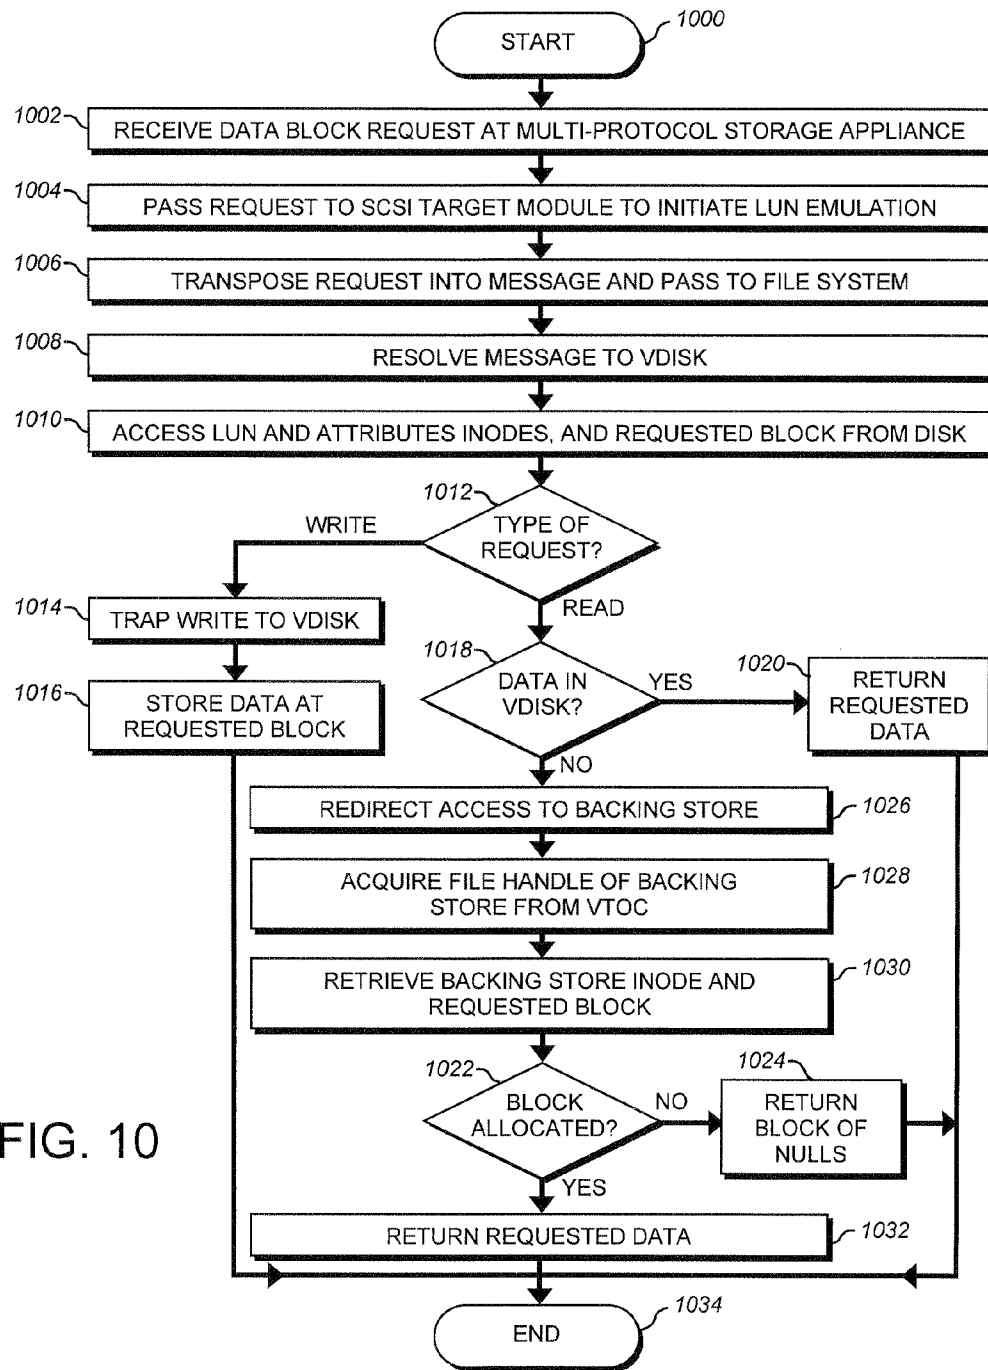 START
1000
1002
RECEIVE DATA BLOCK REQUEST AT MULTI-PROTOCOL STORAGE APPLIANCE
1004
PASS REQUEST TO SCSI TARGET MODULE TO INITIATE LUN EMULATION
1006
TRANSPOSE REQUEST INTO MESSAGE AND PASS TO FILE SYSTEM
1008
RESOLVE MESSAGE TO VDISK
1010
ACCESS LUN AND ATTRIBUTES INODES, AND REQUESTED BLOCK FROM DISK
1012
TYPE OF
REQUEST?
WRITE
READ
1014
TRAP WRITE TO VDISK
1016
STORE DATA AT
REQUESTED BLOCK
1018
DATA IN
VDISK?
YES
1020
RETURN
REQUESTED
DATA
NO
REDIRECT ACCESS TO BACKING STORE
1026
ACQUIRE FILE HANDLE OF BACKING
STORE FROM VTOC
1028
RETRIEVE BACKING STORE INODE AND
REQUESTED BLOCK
1030
1022
BLOCK
ALLOCATED?
NO
1024
RETURN
BLOCK OF
NULLS
YES
RETURN REQUESTED DATA
1032
END
1034
FIG. 10